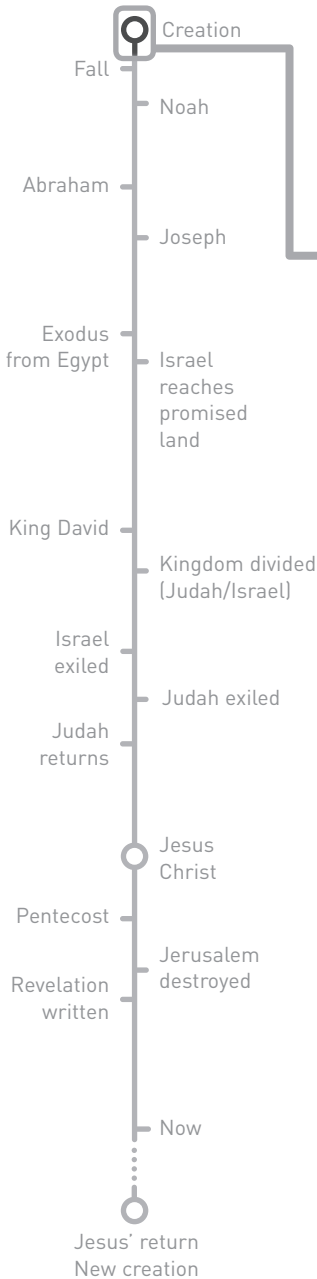 Creation
Fall
Noah
Abraham
Joseph
Exodus
from Egypt
Israel
reaches
promised
land
King David
Kingdom divided
(Judah/Israel)
Israel
exiled
Judah exiled
Judah
returns
Jesus
Christ
Pentecost
Jerusalem
destroyed
Revelation
written
Now
Jesus’ return
New creation